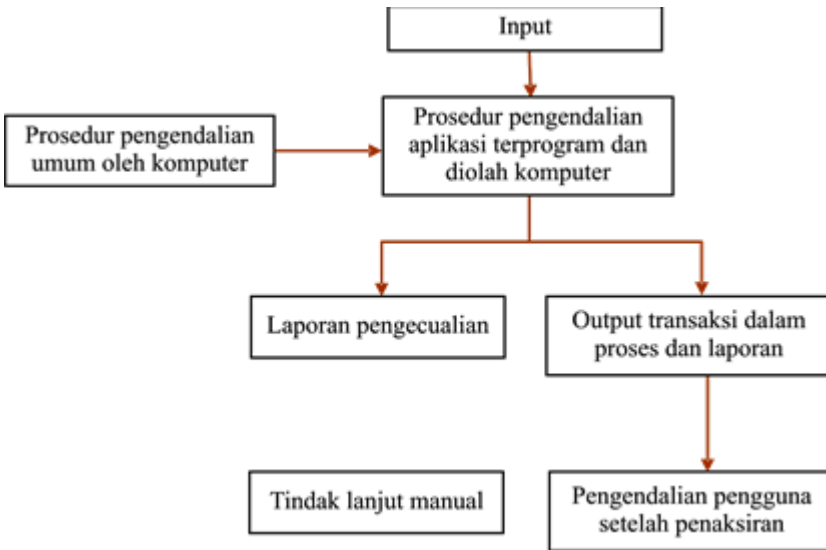 Input
Prosedur pengendalian
umum oleh komputer
Prosedur pengendalian
aplikasi terprogram dan
diolah komputer
Laporan pengecualian
Output transaksi dalam
proses dan laporan
Tindak lanjut manual
Pengendalian pengguna
setelah penaksiran